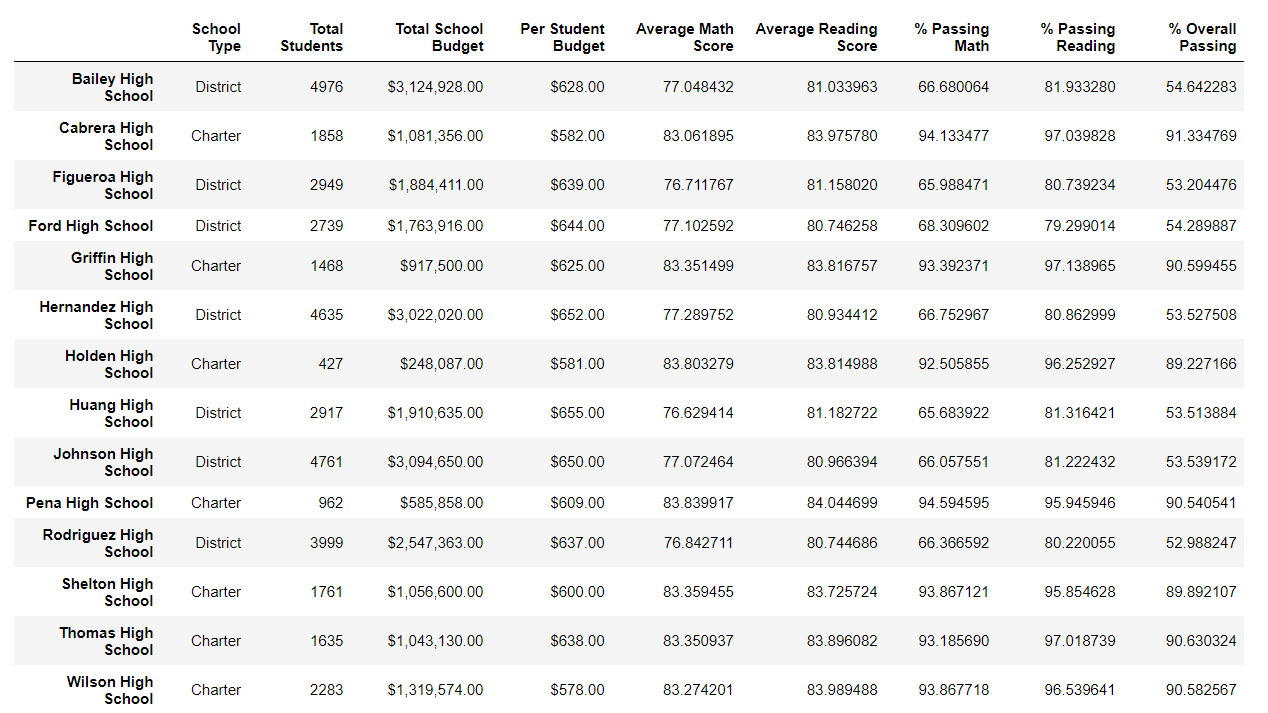 School Type Total Students Total School Budget Per Student Budget Average Math Score Average Reading Score % Passing Math % Passing Reading % Overall Passing
Bailey High School District 4976 $3,124,928.00 $628.00 77.048432 81.033963 66.680064 81.933280 54.642283
Cabrera High School Charter 1858 $1,081,356.00 $582.00 83.061895 83.975780 94.133477 97.039828 91.334769
Figueroa High School District 2949 $1,884,411.00 $639.00 76.711767 81.158020 65.988471 80.739234 53.204476
Ford High School District 2739 $1,763,916.00 $644.00 77.102592 80.746258 68.309602 79.299014 54.289887
Griffin High School Charter 1468 $917,500.00 $625.00 83.351499 83.816757 93.392371 97.138965 90.599455
Hernandez High School District 4635 $3,022,020.00 $652.00 77.289752 80.934412 66.752967 80.862999 53.527508
Holden High School Charter 427 $248,087.00 $581.00 83.803279 83.814988 92.505855 96.252927 89.227166
Huang High School District 2917 $1,910,635.00 $655.00 76.629414 81.182722 65.683922 81.316421 53.513884
Johnson High School District 4761 $3,094,650.00 $650.00 77.072464 80.966394 66.057551 81.222432 53.539172
Pena High School Charter 962 $585,858.00 $609.00 83.839917 84.044699 94.594595 95.945946 90.540541
Rodriguez High School District 3999 $2,547,363.00 $637.00 76.842711 80.744686 66.366592 80.220055 52.988247
Shelton High School Charter 1761 $1,056,600.00 $600.00 83.359455 83.725724 93.867121 95.854628 89.892107
Thomas High School Charter 1635 $1,043,130.00 $638.00 83.350937 83.896082 93.185690 97.018739 90.630324
Wilson High School Charter 2283 $1,319,574.00 $578.00 83.274201 83.989488 93.867718 96.539641 90.582567